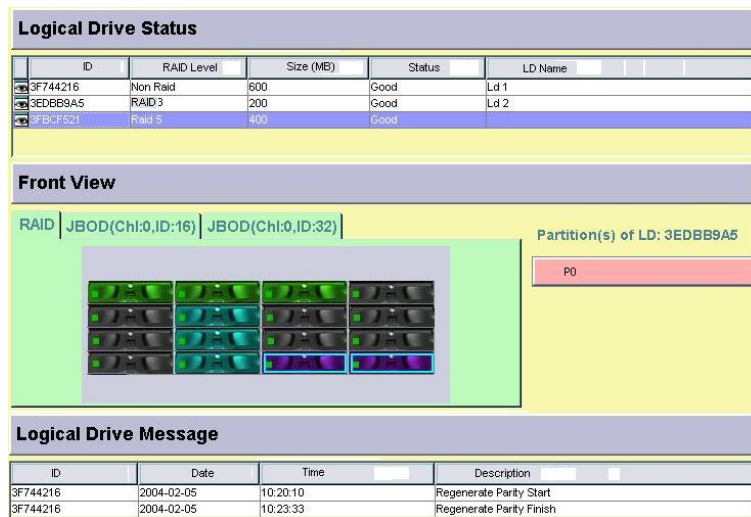 Logical Drive Status
ID RAID Level Size (MB) Status LD Name
3F744216 Non Raid 600 Good Ld 1
3EDBB9A5 RAID 3 200 Good Ld 2
3FBCF521 Raid 5 400 Good
Front View
RAID JBOD(Chl:0,ID:16) JBOD(Chl:0,ID:32)
Partition(s) of LD: 3EDBB9A5
P0
Logical Drive Message
ID Date Time Description
3F744216 2004-02-05 10:20:10 Regenerate Parity Start
3F744216 2004-02-05 10:23:33 Regenerate Parity Finish